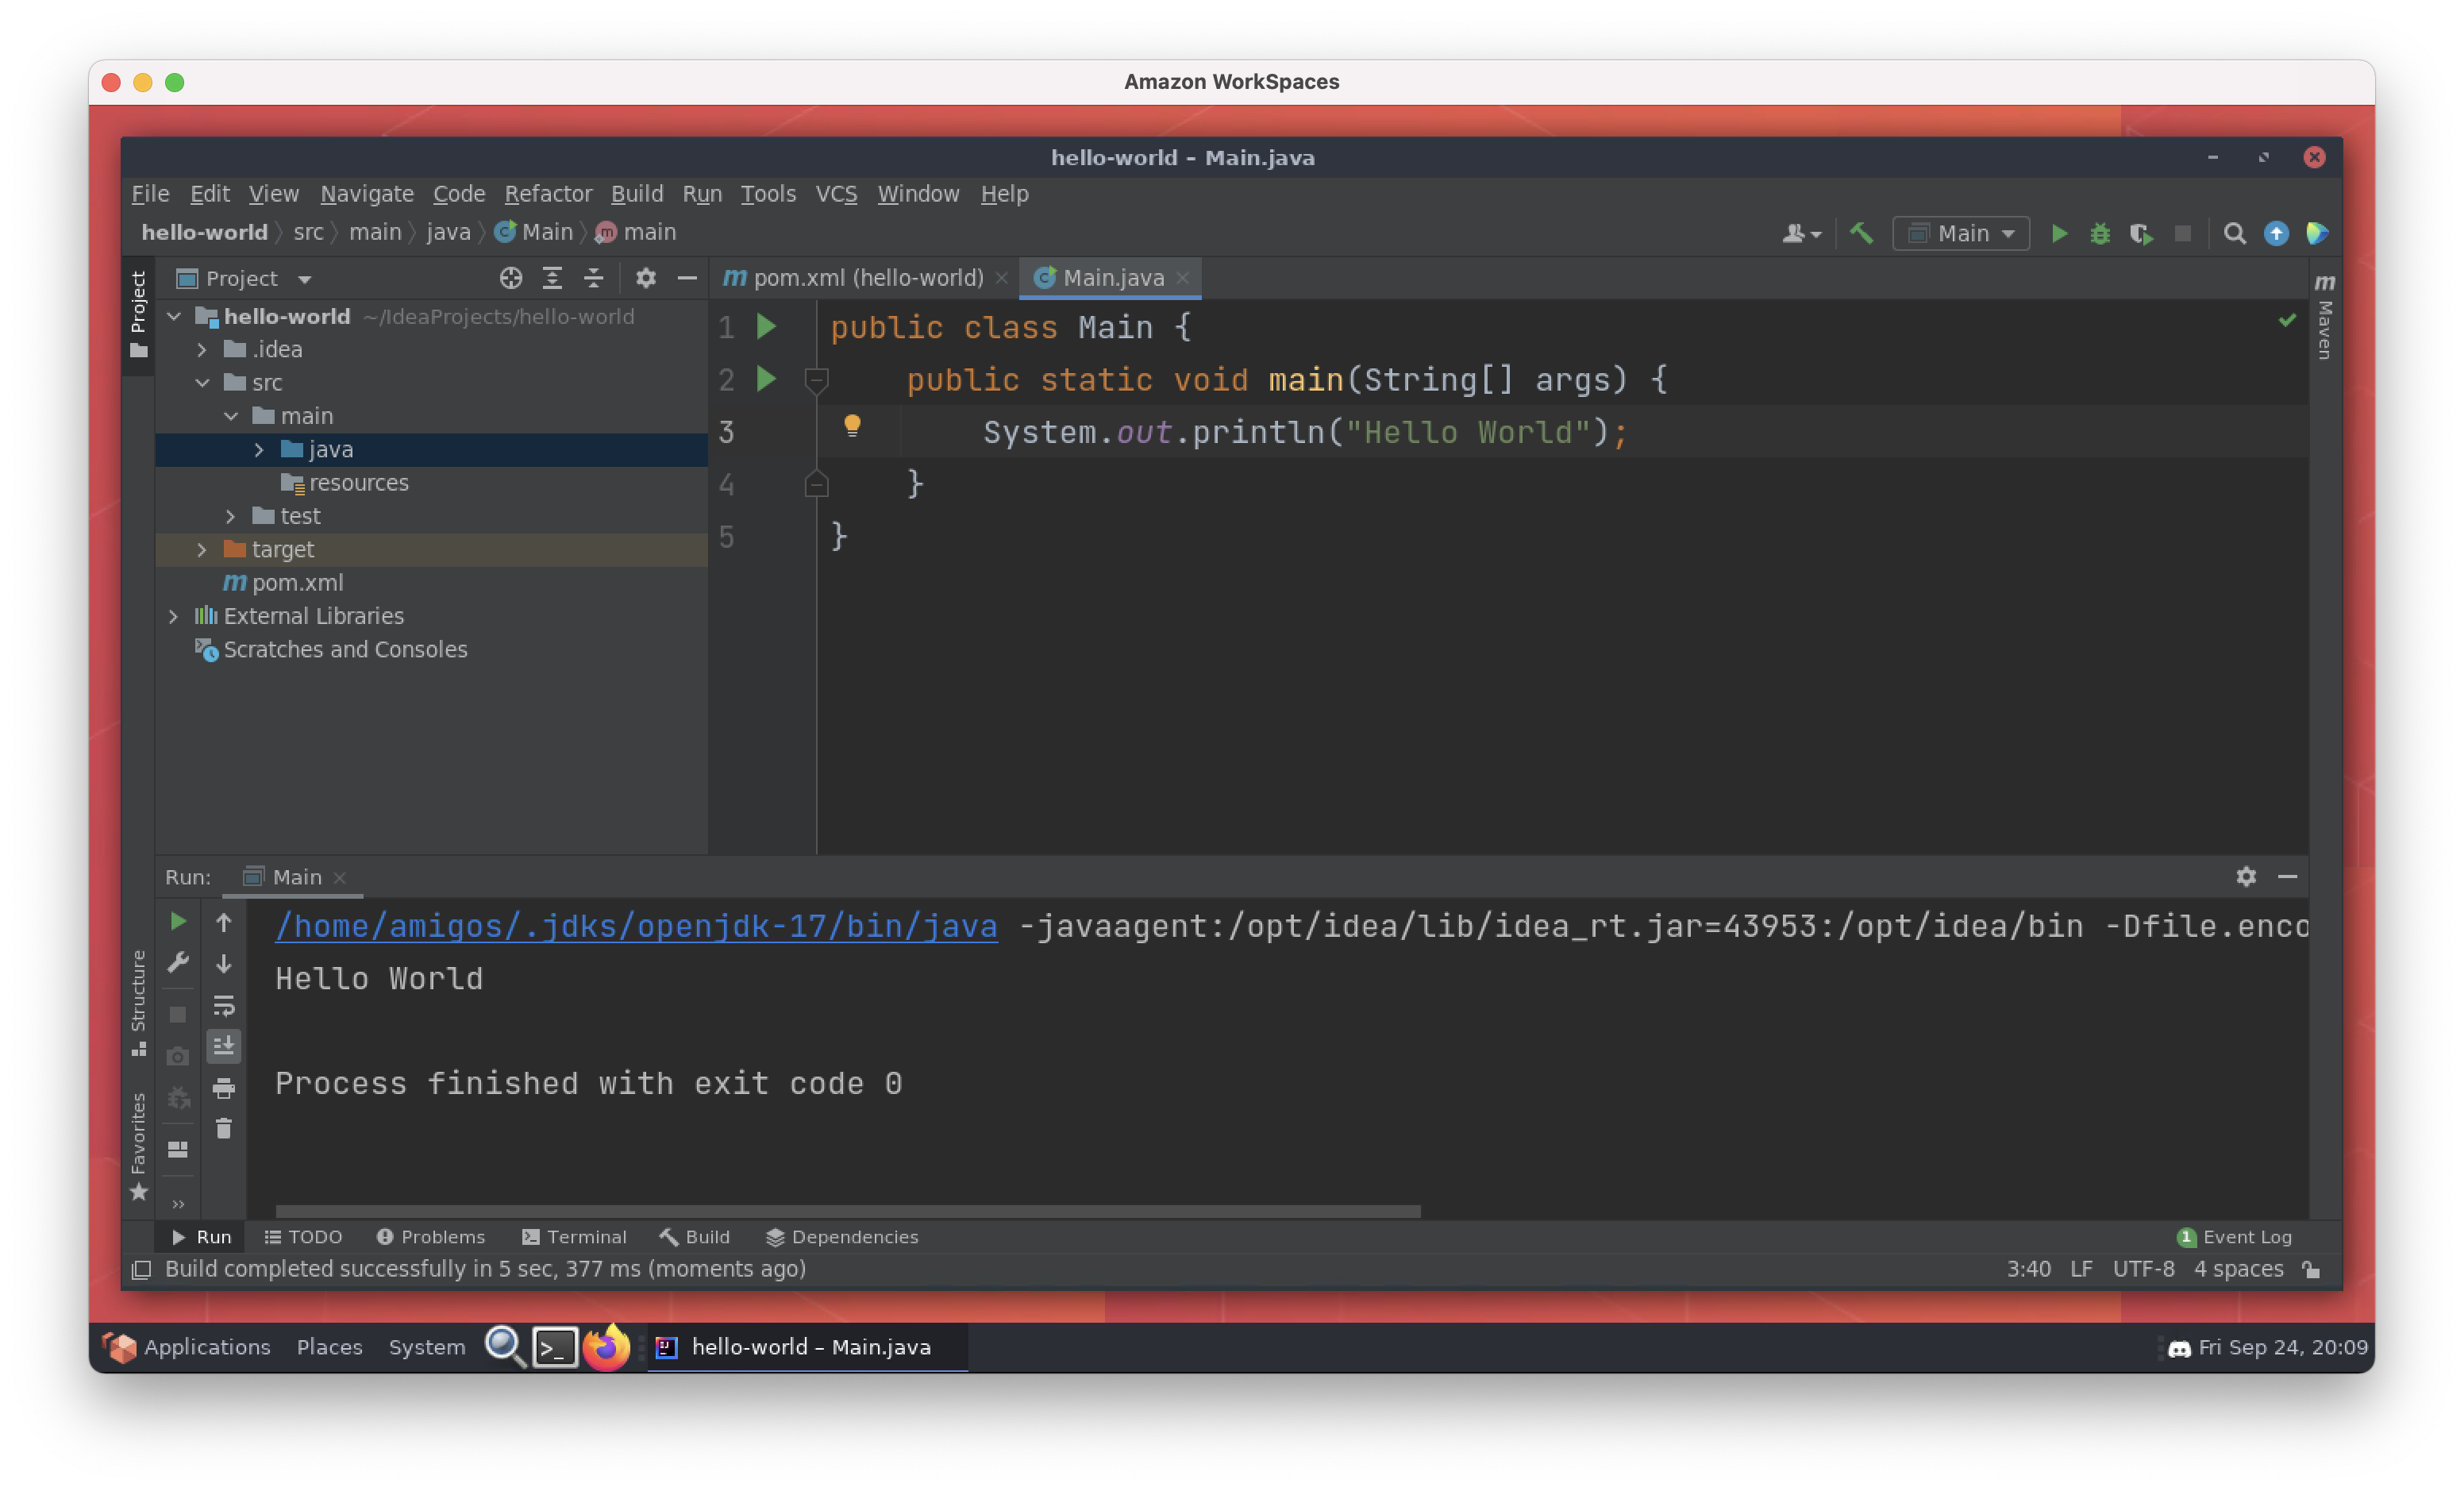 Amazon WorkSpaces
hello-world – Main.java
File Edit View Navigate Code Refactor Build Run Tools VCS Window Help
hello-world src main java Main main
Main
Project
Project
pom.xml (hello-world)
Main.java
Maven
hello-world ~/IdeaProjects/hello-world
.idea
src
main
java
resources
test
target
pom.xml
External Libraries
Scratches and Consoles
1 public class Main {
2 public static void main(String[] args) {
3 System.out.println("Hello World");
4 }
5 }
Run: Main
Structure
Favorites
/home/amigos/.jdks/openjdk-17/bin/java -javaagent:/opt/idea/lib/idea_rt.jar=43953:/opt/idea/bin -Dfile.enco
Hello World
Process finished with exit code 0
Run TODO Problems Terminal Build Dependencies 1 Event Log
Build completed successfully in 5 sec, 377 ms (moments ago) 3:40 LF UTF-8 4 spaces
Applications Places System hello-world – Main.java Fri Sep 24, 20:09